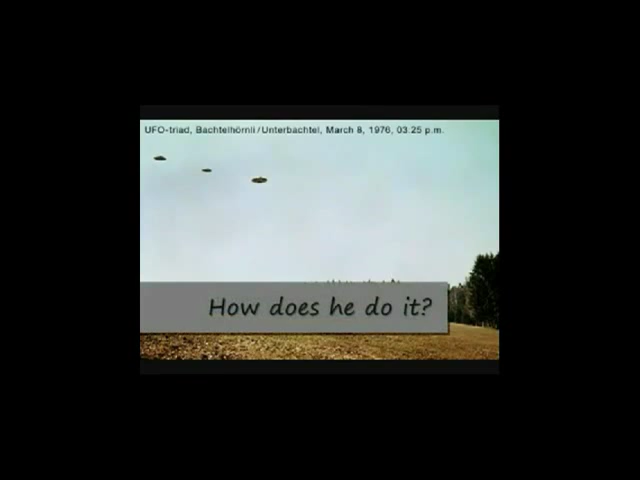 UFO-triad, Bachtelhörnli/Unterbachtel, March 8, 1976, 03.25 p.m.
How does he do it?